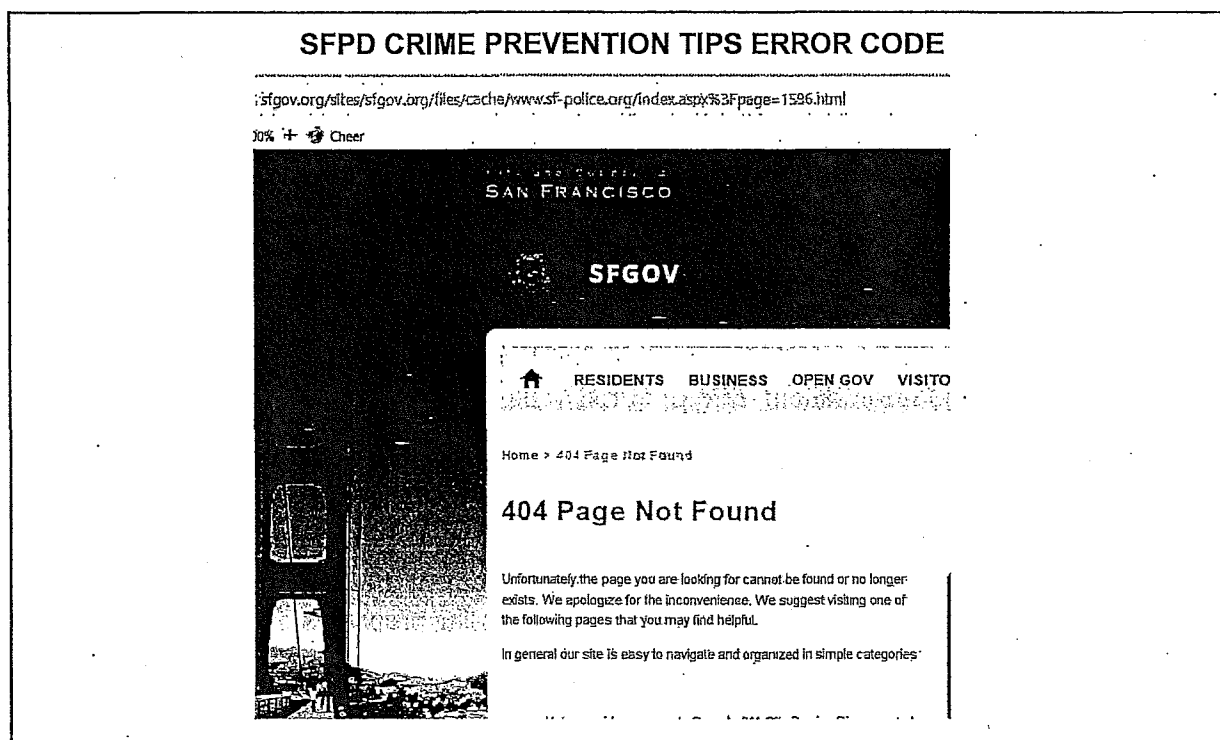 SFPD CRIME PREVENTION TIPS ERROR CODE
sfgov.org/sites/sfgov.org/files/cache/www.sf-police.org/index.aspx%3Fpage=1596.html
00% + Cheer
SAN FRANCISCO
SFGOV
RESIDENTS BUSINESS OPEN GOV VISITO
Home > 404 Page Not Found
404 Page Not Found
Unfortunately the page you are looking for cannot be found or no longer
exists. We apologize for the inconvenience. We suggest visiting one of
the following pages that you may find helpful.
In general our site is easy to navigate and organized in simple categories